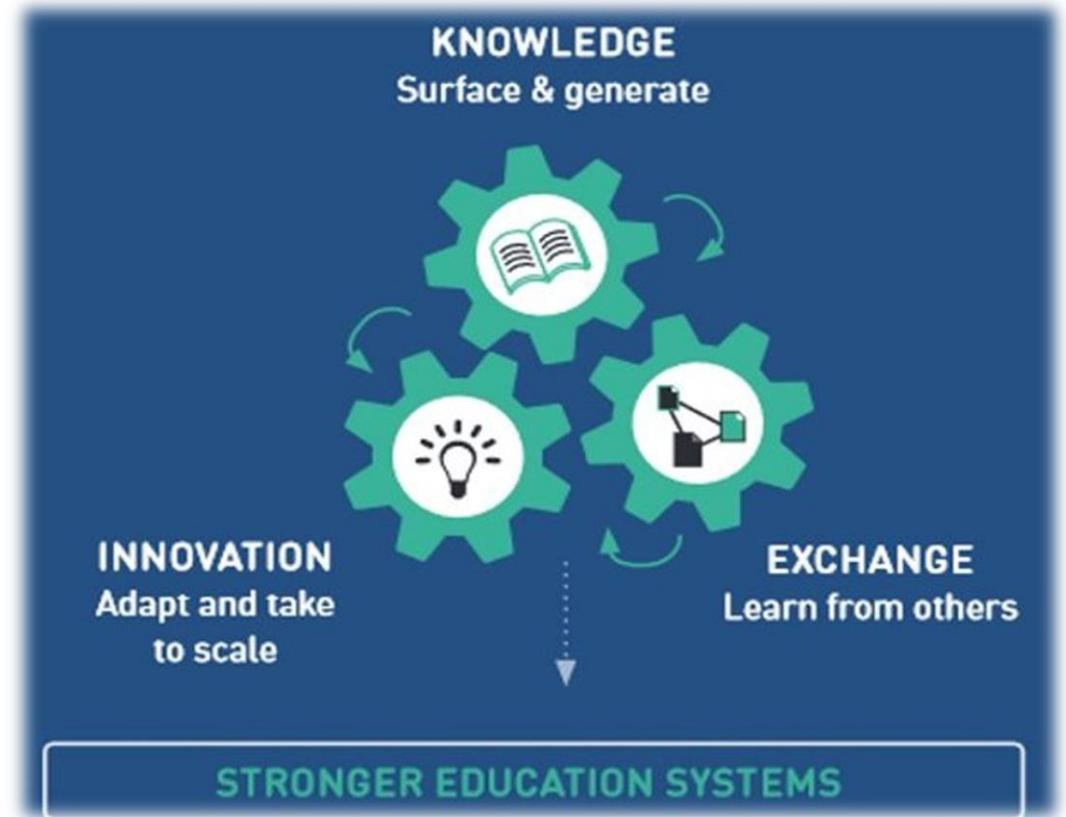 KNOWLEDGE
Surface & generate
INNOVATION
Adapt and take
to scale
EXCHANGE
Learn from others
STRONGER EDUCATION SYSTEMS